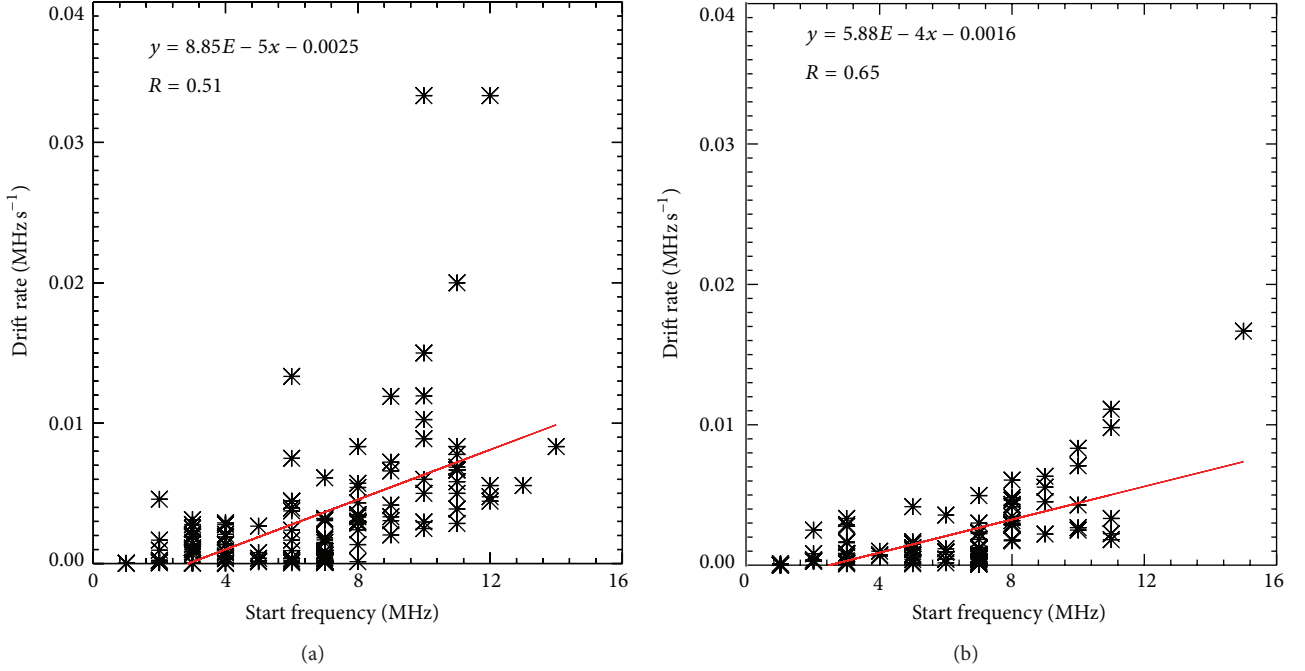 y = 8.85E − 5x − 0.0025
R = 0.51
0.04
0.03
0.02
0.01
0.00
Drift rate (MHz s⁻¹)
0 4 8 12 16
Start frequency (MHz)
(a)
y = 5.88E − 4x − 0.0016
R = 0.65
0.04
0.03
0.02
0.01
0.00
Drift rate (MHz s⁻¹)
0 4 8 12 16
Start frequency (MHz)
(b)